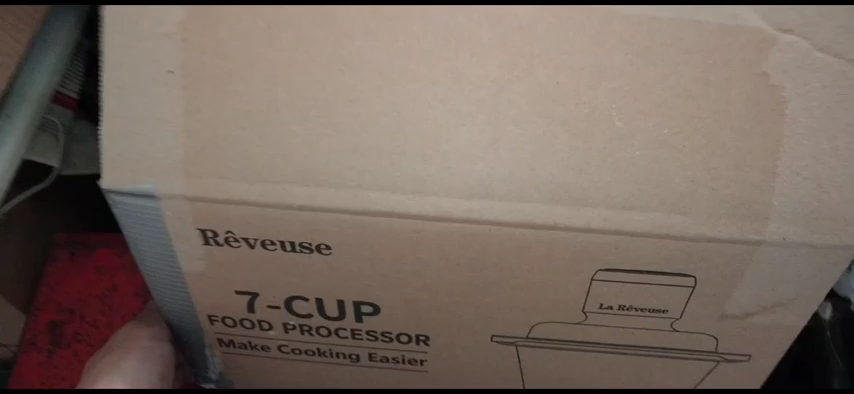 Rêveuse
7-CUP
FOOD PROCESSOR
Make Cooking Easier
La Rêveuse